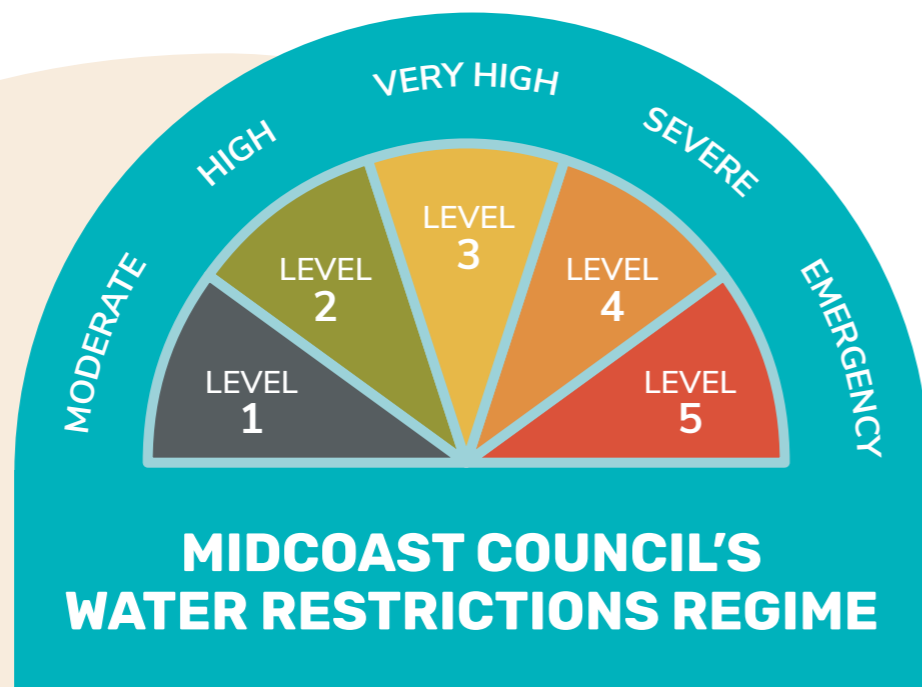 MODERATE
HIGH
VERY HIGH
SEVERE
EMERGENCY
LEVEL
1
LEVEL
2
LEVEL
3
LEVEL
4
LEVEL
5
MIDCOAST COUNCIL’S
WATER RESTRICTIONS REGIME